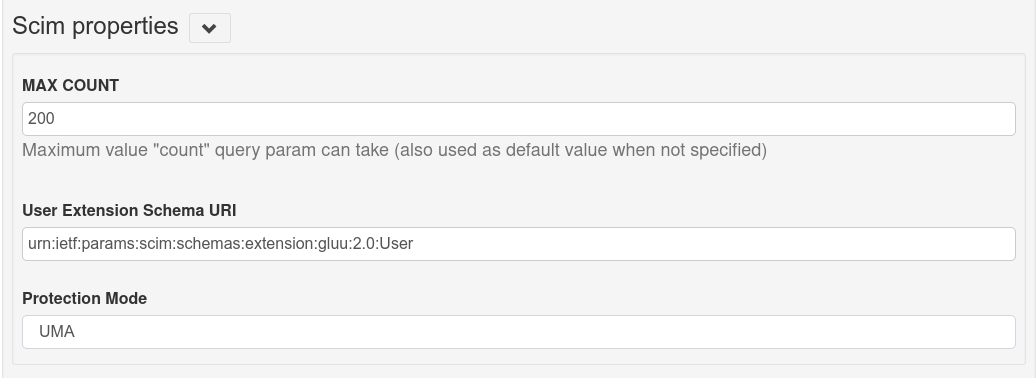 Scim properties
MAX COUNT
200
Maximum value "count" query param can take (also used as default value when not specified)
User Extension Schema URI
urn:ietf:params:scim:schemas:extension:gluu:2.0:User
Protection Mode
UMA